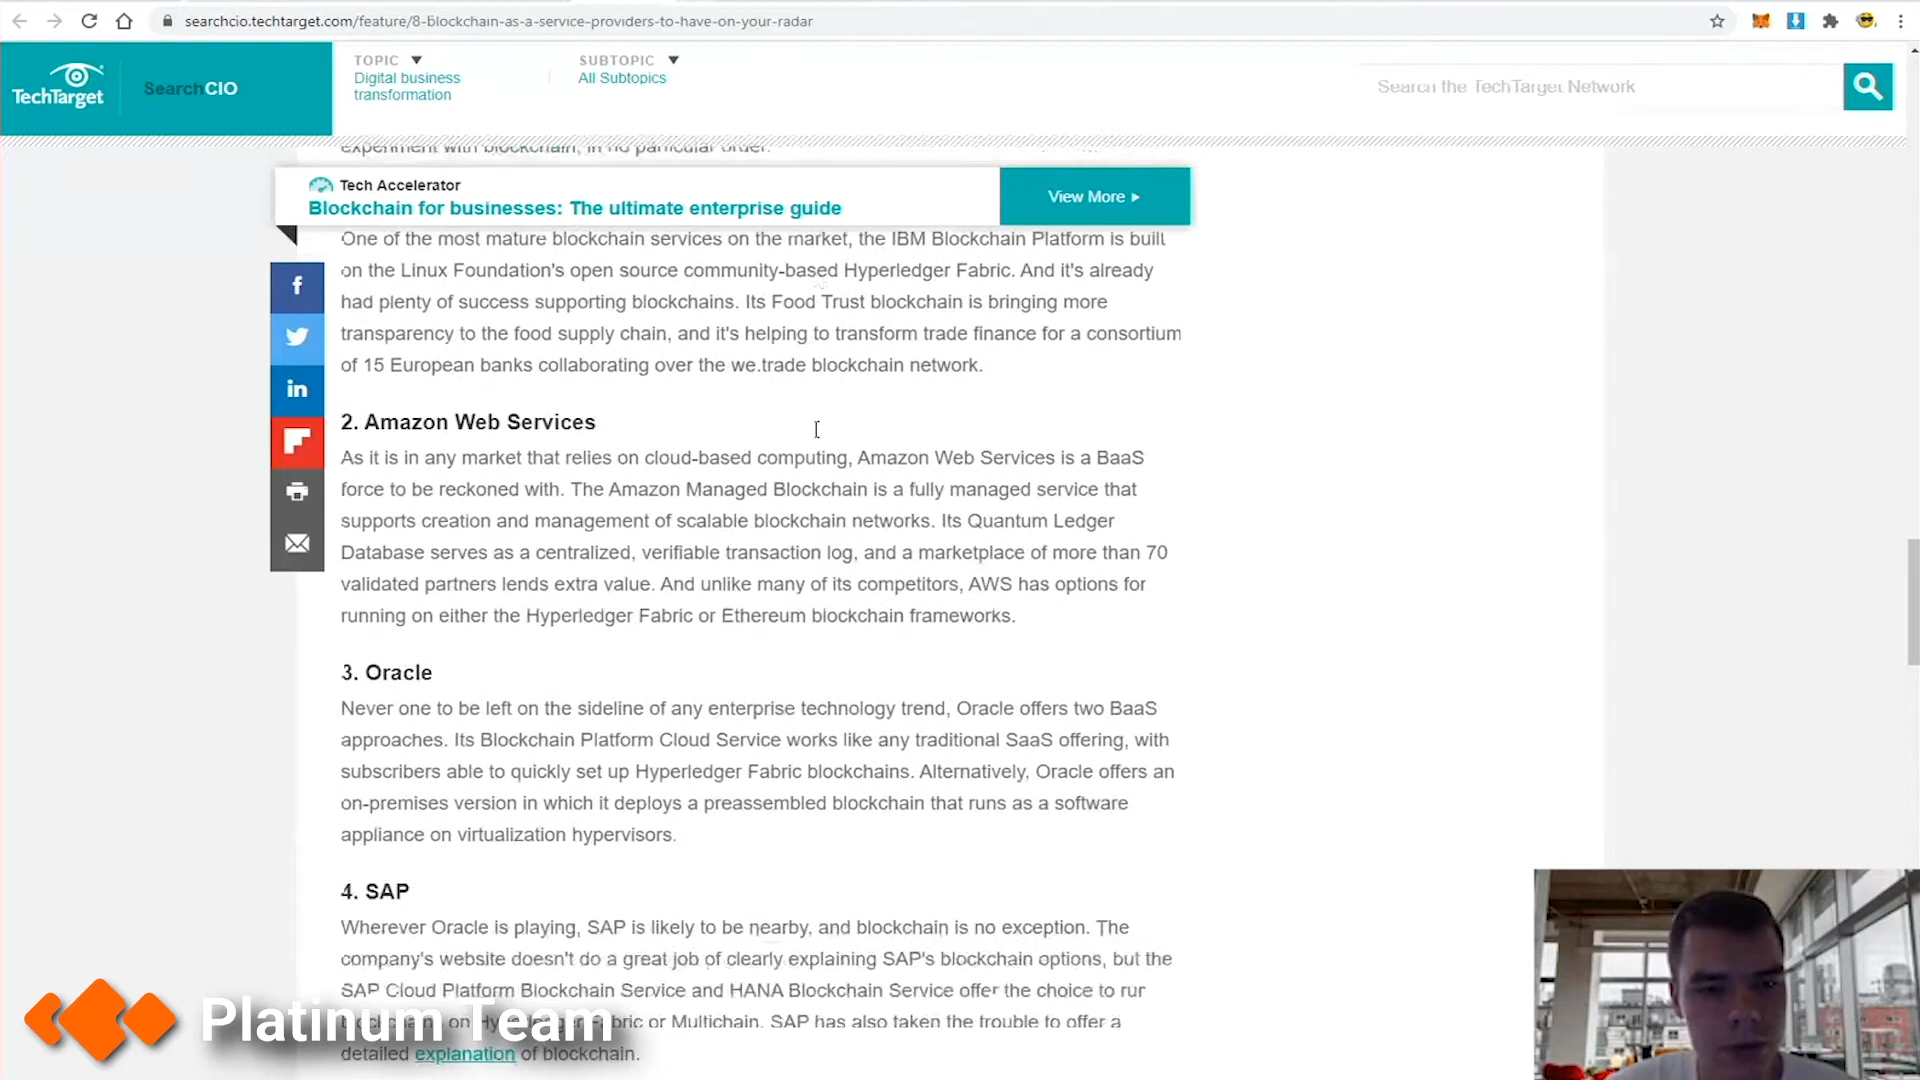 searchcio.techtarget.com/feature/8-blockchain-as-a-service-providers-to-have-on-your-radar
TechTarget
SearchCIO
TOPIC
Digital business
transformation
SUBTOPIC
All Subtopics
Search the TechTarget Network
experiment with blockchain, in no particular order.
Tech Accelerator
Blockchain for businesses: The ultimate enterprise guide
View More
One of the most mature blockchain services on the market, the IBM Blockchain Platform is built
on the Linux Foundation's open source community-based Hyperledger Fabric. And it's already
had plenty of success supporting blockchains. Its Food Trust blockchain is bringing more
transparency to the food supply chain, and it's helping to transform trade finance for a consortium
of 15 European banks collaborating over the we.trade blockchain network.
f
in
2. Amazon Web Services
As it is in any market that relies on cloud-based computing, Amazon Web Services is a BaaS
force to be reckoned with. The Amazon Managed Blockchain is a fully managed service that
supports creation and management of scalable blockchain networks. Its Quantum Ledger
Database serves as a centralized, verifiable transaction log, and a marketplace of more than 70
validated partners lends extra value. And unlike many of its competitors, AWS has options for
running on either the Hyperledger Fabric or Ethereum blockchain frameworks.
3. Oracle
Never one to be left on the sideline of any enterprise technology trend, Oracle offers two BaaS
approaches. Its Blockchain Platform Cloud Service works like any traditional SaaS offering, with
subscribers able to quickly set up Hyperledger Fabric blockchains. Alternatively, Oracle offers an
on-premises version in which it deploys a preassembled blockchain that runs as a software
appliance on virtualization hypervisors.
4. SAP
Wherever Oracle is playing, SAP is likely to be nearby, and blockchain is no exception. The
company's website doesn't do a great job of clearly explaining SAP's blockchain options, but the
SAP Cloud Platform Blockchain Service and HANA Blockchain Service offer the choice to run
blockchains on Hyperledger Fabric or Multichain. SAP has also taken the trouble to offer a
detailed explanation of blockchain.
Platinum Team